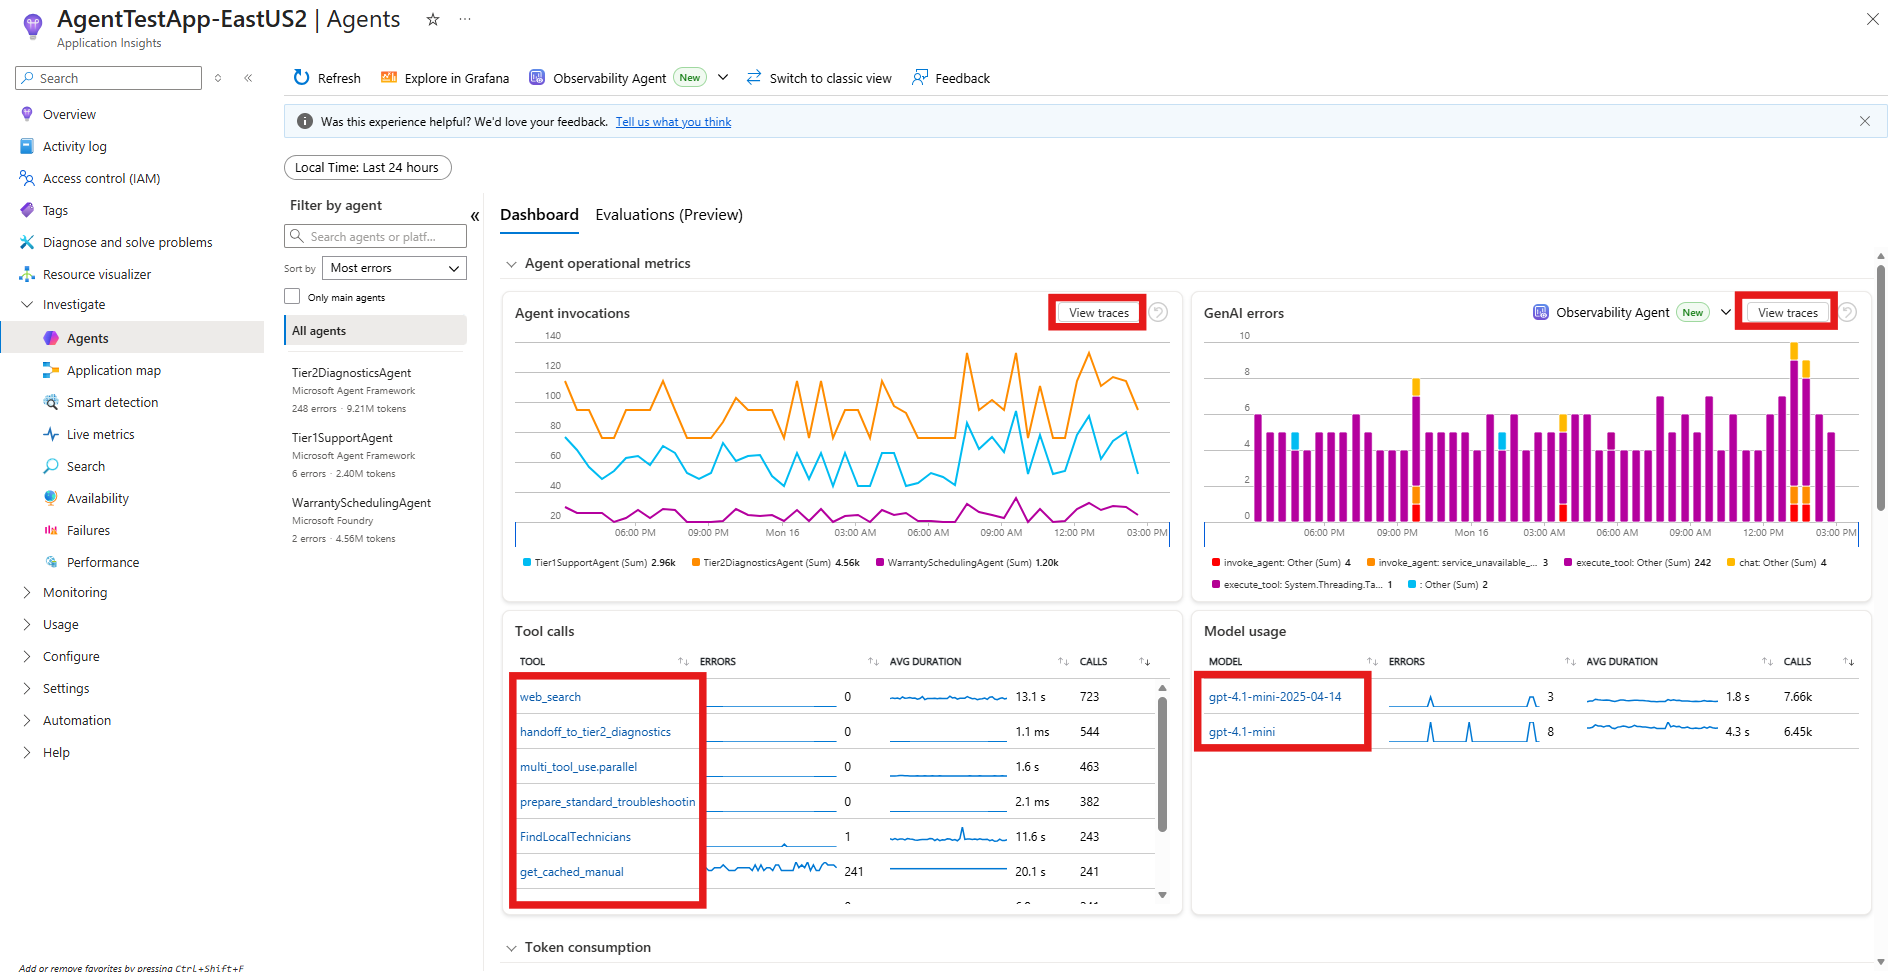 AgentTestApp-EastUS2 | Agents
Application Insights
Search
Refresh
Explore in Grafana
Observability Agent New
Switch to classic view
Feedback
Was this experience helpful? We'd love your feedback. Tell us what you think
Local Time: Last 24 hours
Overview
Activity log
Access control (IAM)
Tags
Diagnose and solve problems
Resource visualizer
Investigate
Agents
Application map
Smart detection
Live metrics
Search
Availability
Failures
Performance
Monitoring
Usage
Configure
Settings
Automation
Help
Add or remove favorites by pressing Ctrl+Shift+F
Filter by agent
Search agents or platf...
Sort by Most errors
Only main agents
All agents
Tier2DiagnosticsAgent
Microsoft Agent Framework
248 errors · 9.21M tokens
Tier1SupportAgent
Microsoft Agent Framework
6 errors · 2.40M tokens
WarrantySchedulingAgent
Microsoft Foundry
2 errors · 4.56M tokens
Dashboard Evaluations (Preview)
Agent operational metrics
Agent invocations View traces
140
120
100
80
60
40
20
06:00 PM 09:00 PM Mon 16 03:00 AM 06:00 AM 09:00 AM 12:00 PM 03:00 PM
Tier1SupportAgent (Sum) 2.96k Tier2DiagnosticsAgent (Sum) 4.56k WarrantySchedulingAgent (Sum) 1.20k
GenAI errors Observability Agent New View traces
10
8
6
4
2
0
06:00 PM 09:00 PM Mon 16 03:00 AM 06:00 AM 09:00 AM 12:00 PM 03:00 PM
invoke_agent: Other (Sum) 4 invoke_agent: service_unavailable_... 3 execute_tool: Other (Sum) 242 chat: Other (Sum) 4
execute_tool: System.Threading.Ta... 1 : Other (Sum) 2
Tool calls
TOOL ERRORS AVG DURATION CALLS
web_search 0 13.1 s 723
handoff_to_tier2_diagnostics 0 1.1 ms 544
multi_tool_use.parallel 0 1.6 s 463
prepare_standard_troubleshootin 0 2.1 ms 382
FindLocalTechnicians 1 11.6 s 243
get_cached_manual 241 20.1 s 241
Model usage
MODEL ERRORS AVG DURATION CALLS
gpt-4.1-mini-2025-04-14 3 1.8 s 7.66k
gpt-4.1-mini 8 4.3 s 6.45k
Token consumption